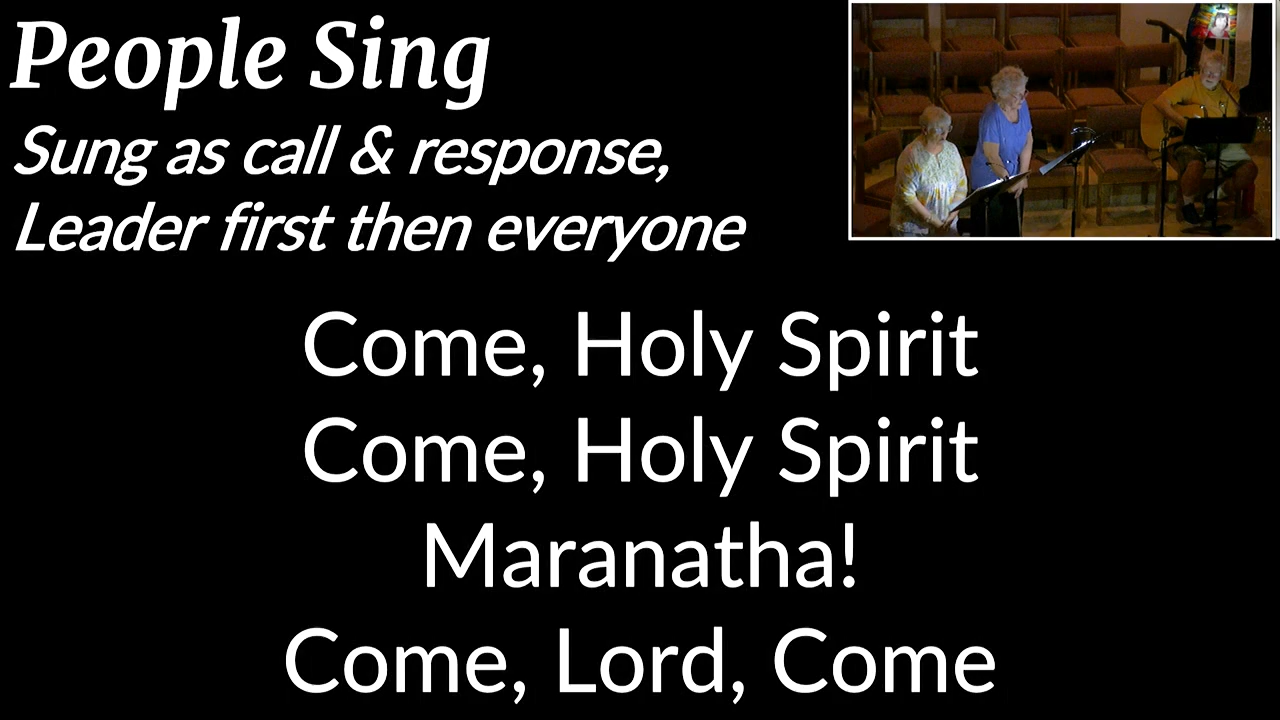 People Sing
Sung as call & response,
Leader first then everyone
Come, Holy Spirit
Come, Holy Spirit
Maranatha!
Come, Lord, Come